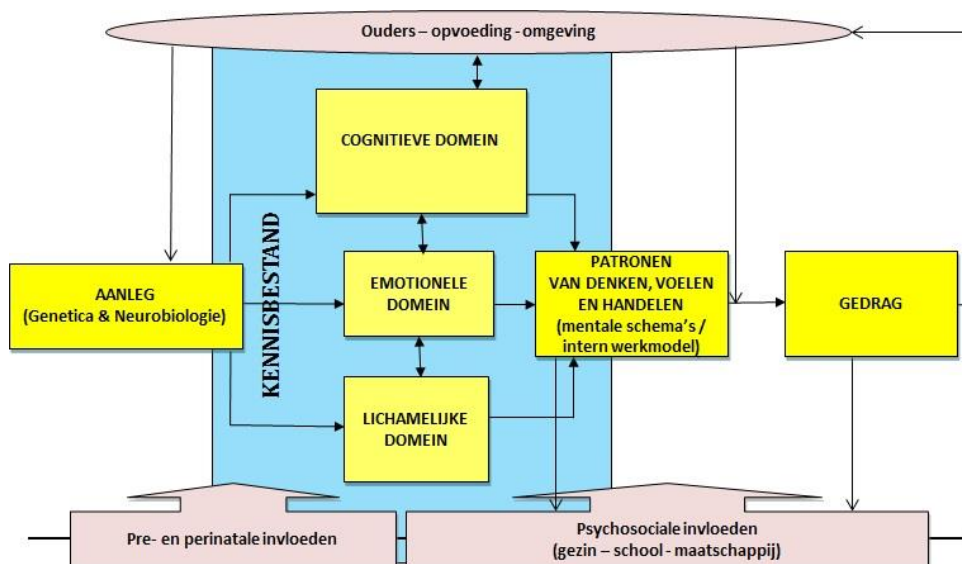 Ouders – opvoeding - omgeving
COGNITIEVE DOMEIN
KENNISBESTAND
AANLEG
(Genetica & Neurobiologie)
EMOTIONELE
DOMEIN
PATRONEN
VAN DENKEN, VOELEN
EN HANDELEN
(mentale schema's /
intern werkmodel)
GEDRAG
LICHAMELIJKE
DOMEIN
Pre- en perinatale invloeden
Psychosociale invloeden
(gezin – school - maatschappij)